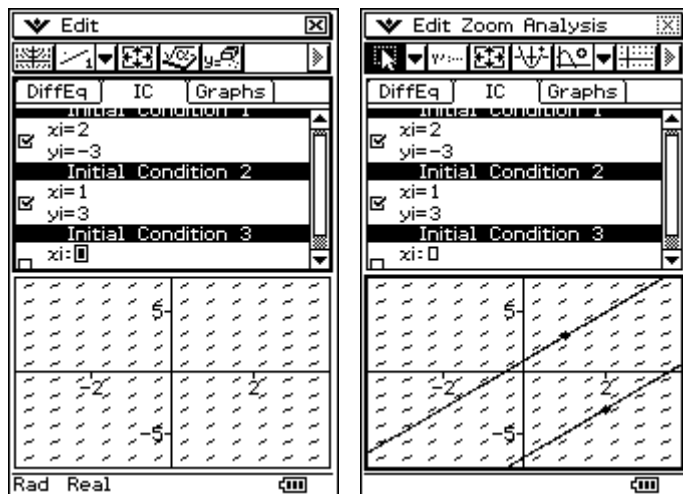 Edit
DiffEq IC Graphs
Initial Condition 1
xi=2
yi=-3
Initial Condition 2
xi=1
yi=3
Initial Condition 3
xi:
5
-2 2
-5
Rad Real
Edit Zoom Analysis
DiffEq IC Graphs
Initial Condition 1
xi=2
yi=-3
Initial Condition 2
xi=1
yi=3
Initial Condition 3
xi:
5
-2 2
-5